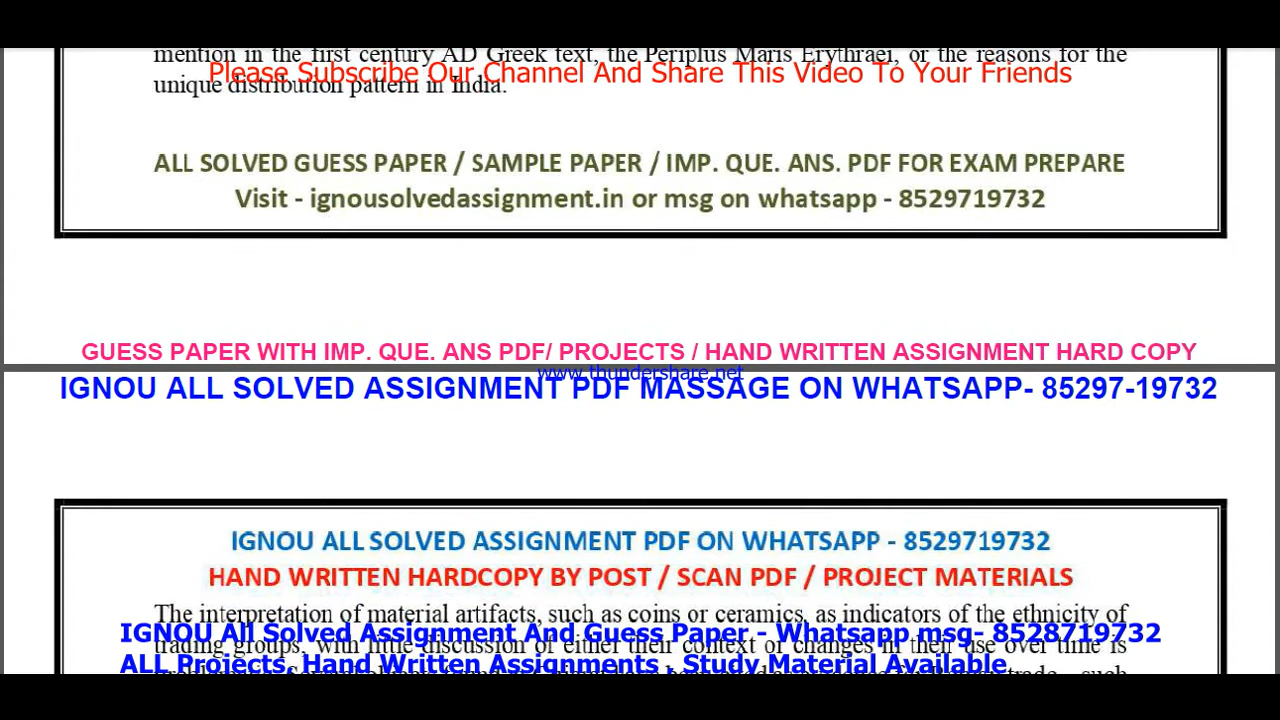 mention in the first century AD Greek text, the Periplus Maris Erythraei, or the reasons for the
Please Subscribe Our Channel And Share This Video To Your Friends
unique distribution pattern in India.
ALL SOLVED GUESS PAPER / SAMPLE PAPER / IMP. QUE. ANS. PDF FOR EXAM PREPARE
Visit - ignousolvedassignment.in or msg on whatsapp - 8529719732
GUESS PAPER WITH IMP. QUE. ANS PDF/ PROJECTS / HAND WRITTEN ASSIGNMENT HARD COPY
www.thundershare.net
IGNOU ALL SOLVED ASSIGNMENT PDF MASSAGE ON WHATSAPP- 85297-19732
IGNOU ALL SOLVED ASSIGNMENT PDF ON WHATSAPP - 8529719732
HAND WRITTEN HARDCOPY BY POST / SCAN PDF / PROJECT MATERIALS
The interpretation of material artifacts, such as coins or ceramics, as indicators of the ethnicity of
IGNOU All Solved Assignment And Guess Paper - Whatsapp msg- 8528719732
trading groups, with little discussion of either their context or changes in their use over time is
ALL Projects, Hand Written Assignments , Study Material Available